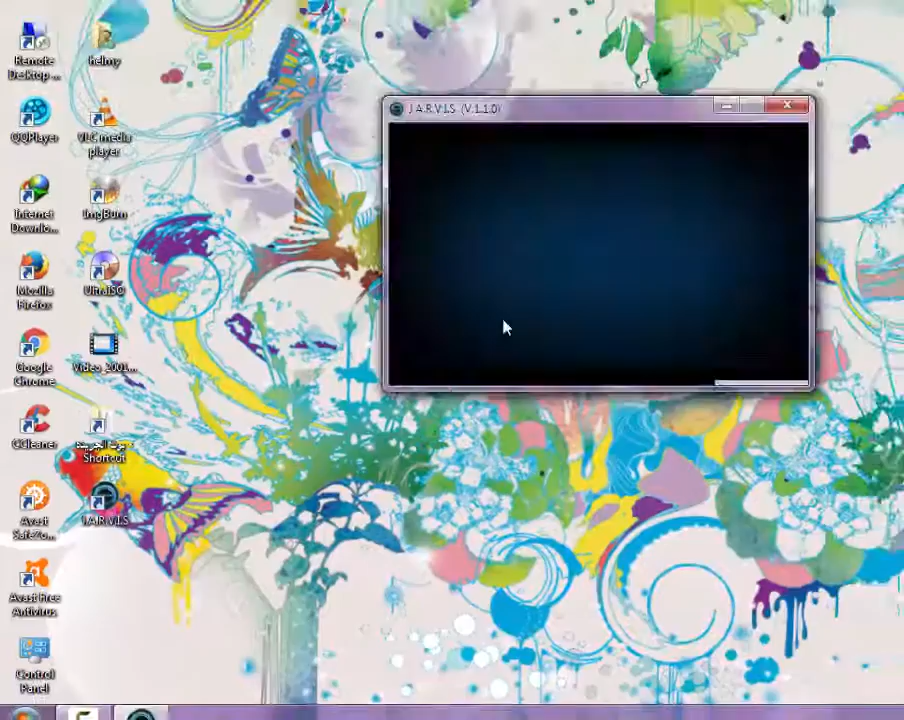 Remote
Desktop ...
helmy
QQPlayer
VLC media
player
Internet
Downlo...
ImgBurn
Mozilla
Firefox
UltraISO
Google
Chrome
Video_2001...
CCleaner
Shortcut
Avast
SafeZo...
J.A.R.V.I.S
Avast Free
Antivirus
Control
Panel
J.A.R.V.I.S (V.1.1.0)